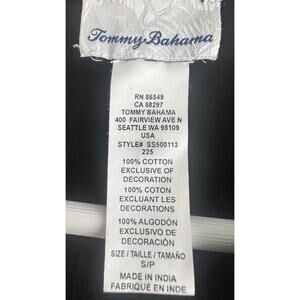 Tommy Bahama
RN 86549
CA 58297
TOMMY BAHAMA
400 FAIRVIEW AVE N
SEATTLE WA 98109
USA
STYLE# SS500113
225
100% COTTON
EXCLUSIVE OF
DECORATION
100% COTON
EXCLUANT LES
DECORATIONS
100% ALGODÓN
EXCLUSIVO DE
DECORACIÓN
SIZE / TAILLE / TAMAÑO
S/P
MADE IN INDIA
FABRIQUÉ EN INDE